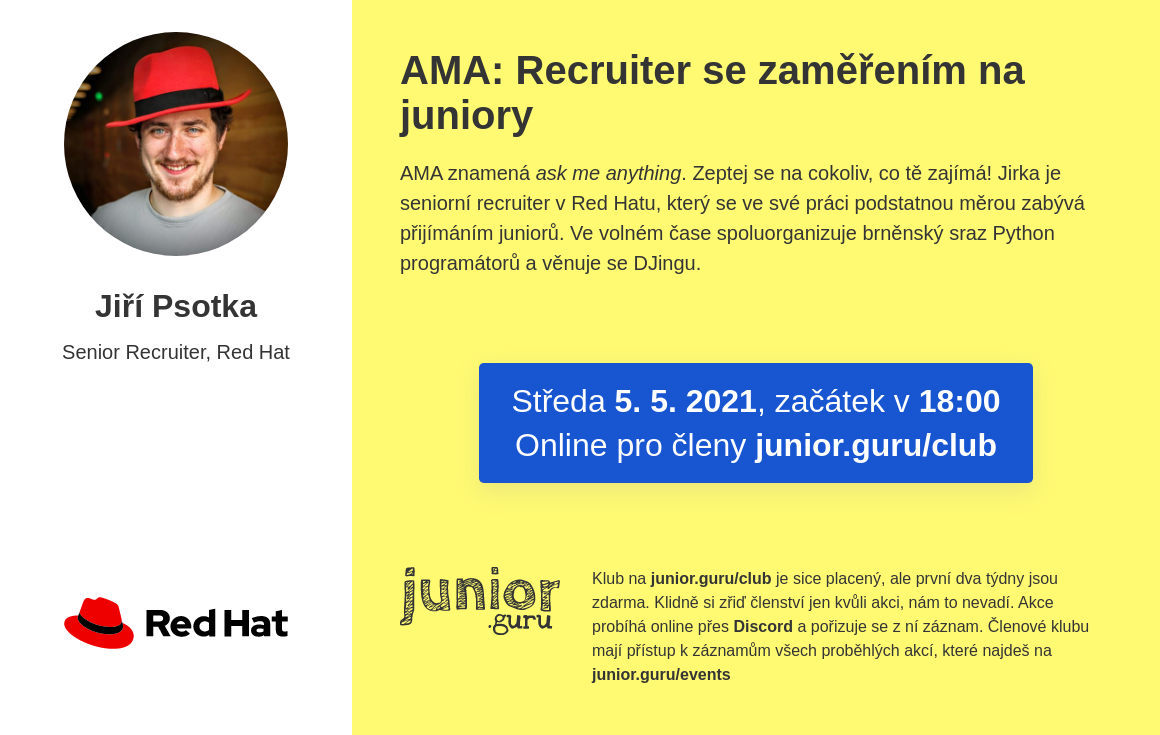 Jiří Psotka
Senior Recruiter, Red Hat
Red Hat
AMA: Recruiter se zaměřením na
juniory
AMA znamená ask me anything. Zeptej se na cokoliv, co tě zajímá! Jirka je
seniorní recruiter v Red Hatu, který se ve své práci podstatnou měrou zabývá
přijímáním juniorů. Ve volném čase spoluorganizuje brněnský sraz Python
programátorů a věnuje se DJingu.
Středa 5. 5. 2021, začátek v 18:00
Online pro členy junior.guru/club
junior
.guru
Klub na junior.guru/club je sice placený, ale první dva týdny jsou
zdarma. Klidně si zřiď členství jen kvůli akci, nám to nevadí. Akce
probíhá online přes Discord a pořizuje se z ní záznam. Členové klubu
mají přístup k záznamům všech proběhlých akcí, které najdeš na
junior.guru/events